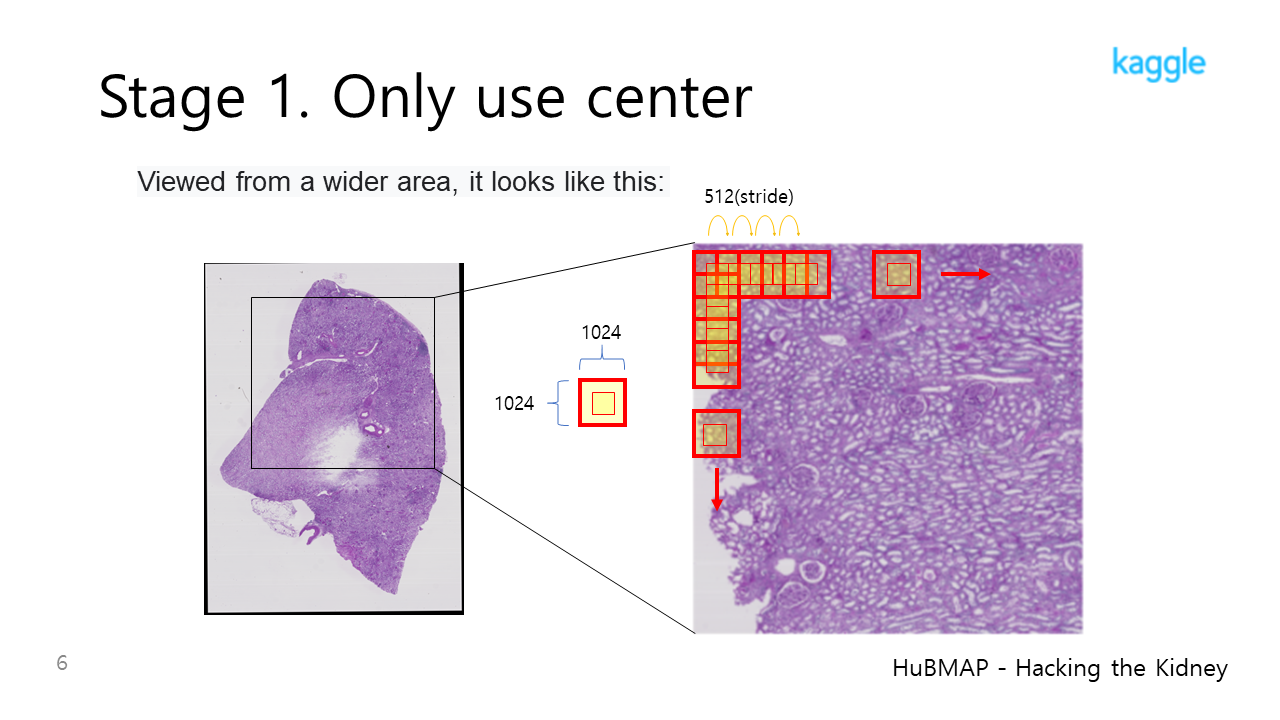 kaggle
Stage 1. Only use center
Viewed from a wider area, it looks like this:
512(stride)
1024
1024
6
HuBMAP - Hacking the Kidney